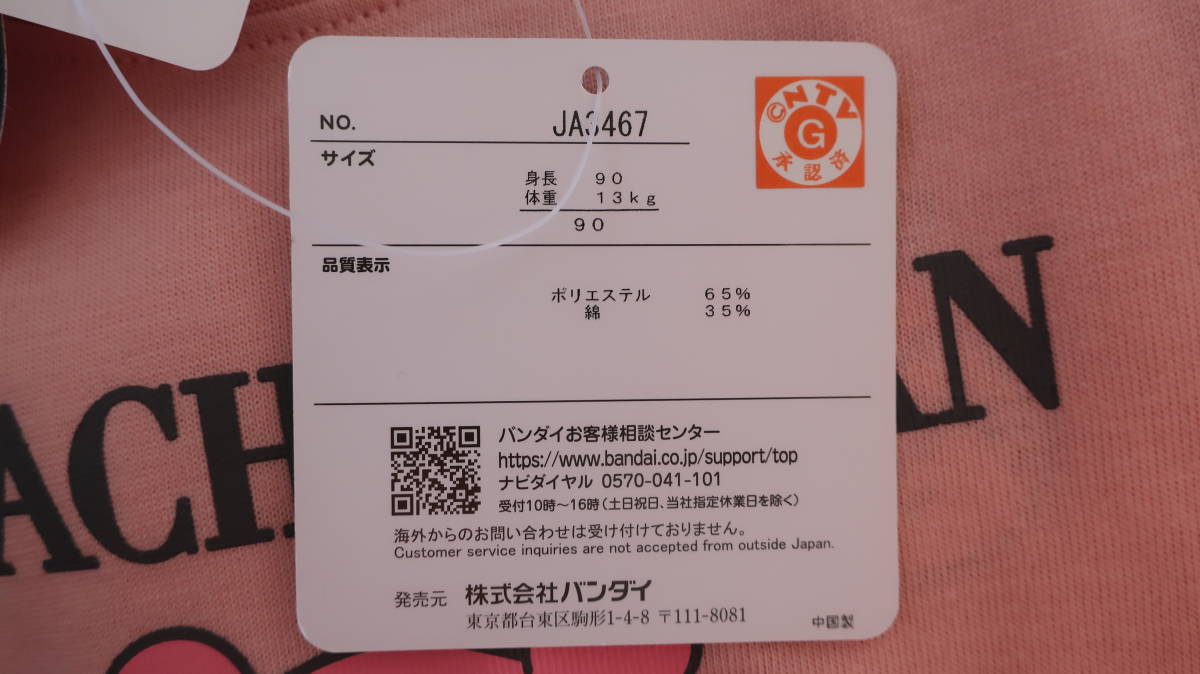 NO. JA3467
CNTV
G
承認済
サイズ
身長 90
体重 13kg
90
品質表示
ポリエステル 65%
綿 35%
バンダイお客様相談センター
https://www.bandai.co.jp/support/top
ナビダイヤル 0570-041-101
受付10時～16時(土日祝日、当社指定休業日を除く)
海外からのお問い合わせは受け付けておりません。
Customer service inquiries are not accepted from outside Japan.
発売元 株式会社バンダイ
東京都台東区駒形1-4-8 〒111-8081
中国製
ACH AN